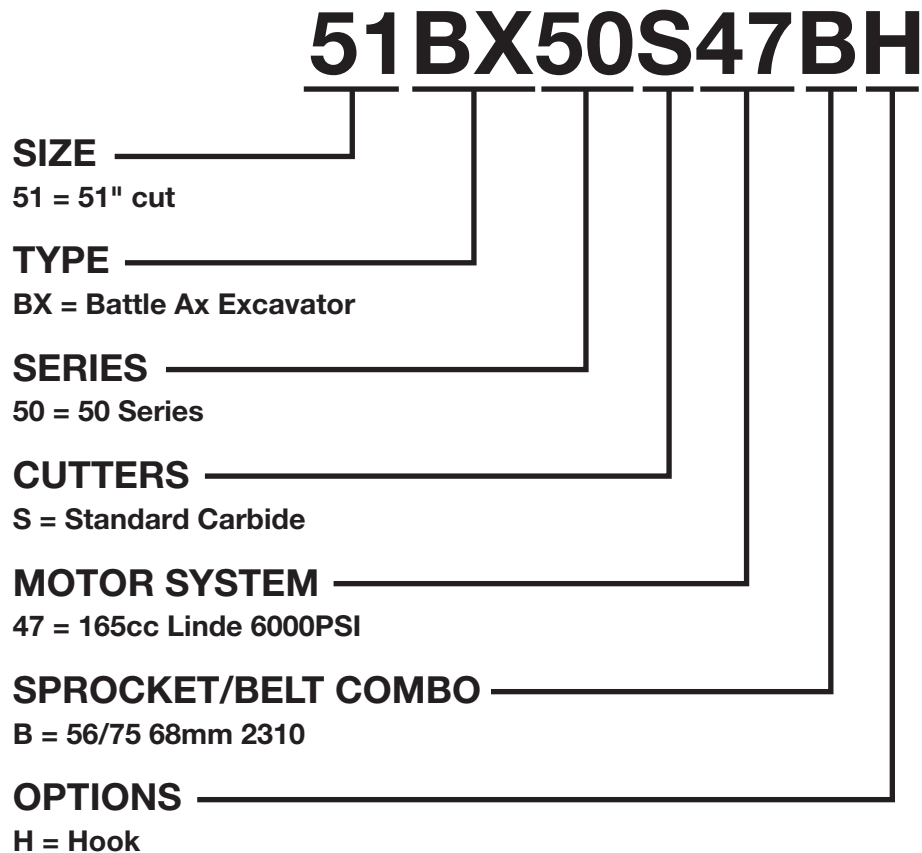 51BX50S47BH
SIZE
51 = 51" cut
TYPE
BX = Battle Ax Excavator
SERIES
50 = 50 Series
CUTTERS
S = Standard Carbide
MOTOR SYSTEM
47 = 165cc Linde 6000PSI
SPROCKET/BELT COMBO
B = 56/75 68mm 2310
OPTIONS
H = Hook